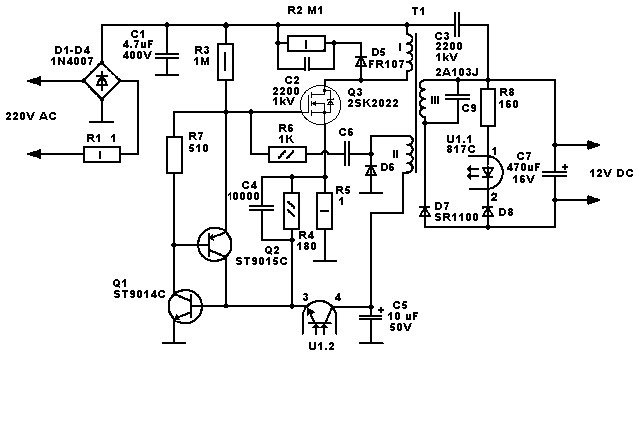 R2 M1
T1
C1
4.7uF
400V
R3
1M
C3
2200
1kV
D1-D4
1N4007
I
D5
FR107
C2
2200
1kV
Q3
2SK2022
2A103J
III
C9
R8
160
220V AC
R1 1
R7
510
R6
1K
C6
II
D6
U1.1
817C
1
2
C7
470uF
16V
+
12V DC
C4
10000
R4
180
R5
1
D7
SR1100
D8
Q2
ST9015C
Q1
ST9014C
3
4
U1.2
C5
+
10 uF
50V